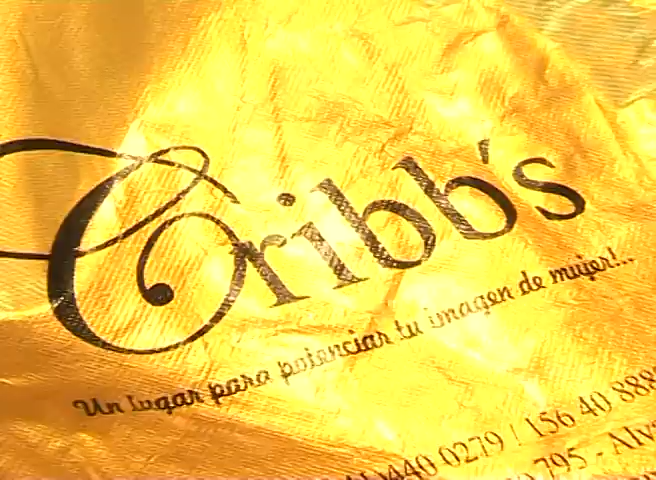 Cribb's
Un lugar para potenciar tu imagen de mujer!...
440 0279 / 156 40 888
795 - Alv